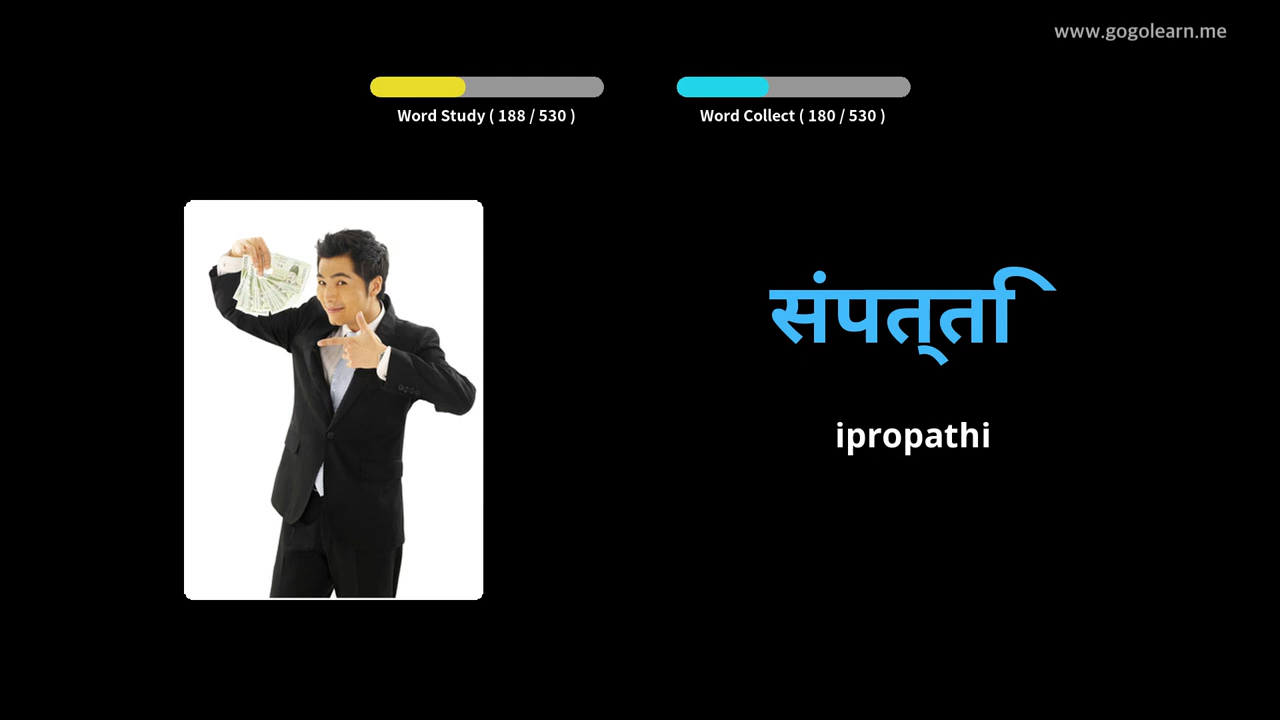 www.gogolearn.me
Word Study ( 188 / 530 )
Word Collect ( 180 / 530 )
संपत्ति
ipropathi